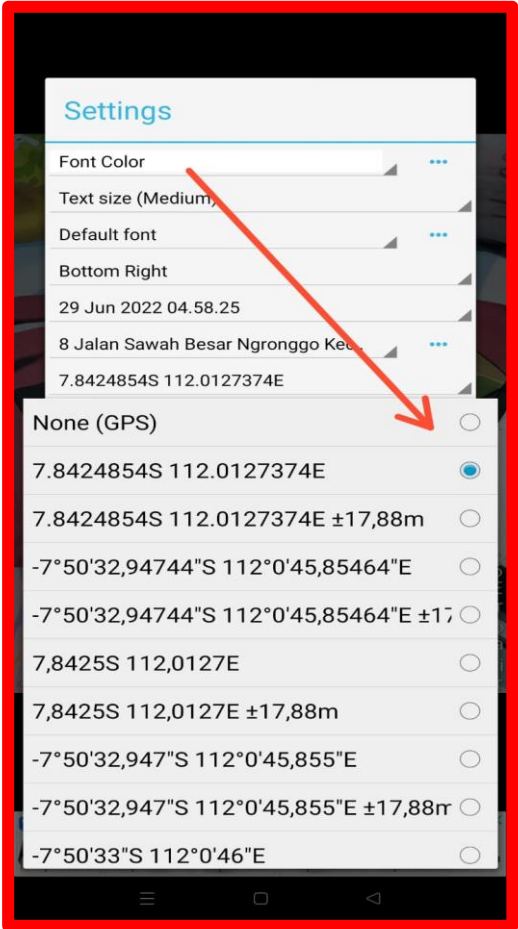 Settings
Font Color
Text size (Medium)
Default font
Bottom Right
29 Jun 2022 04.58.25
8 Jalan Sawah Besar Ngronggo Kec..
7.8424854S 112.0127374E
None (GPS)
7.8424854S 112.0127374E
7.8424854S 112.0127374E ±17,88m
-7°50'32,94744"S 112°0'45,85464"E
-7°50'32,94744"S 112°0'45,85464"E ±17
7,8425S 112,0127E
7,8425S 112,0127E ±17,88m
-7°50'32,947"S 112°0'45,855"E
-7°50'32,947"S 112°0'45,855"E ±17,88m
-7°50'33"S 112°0'46"E